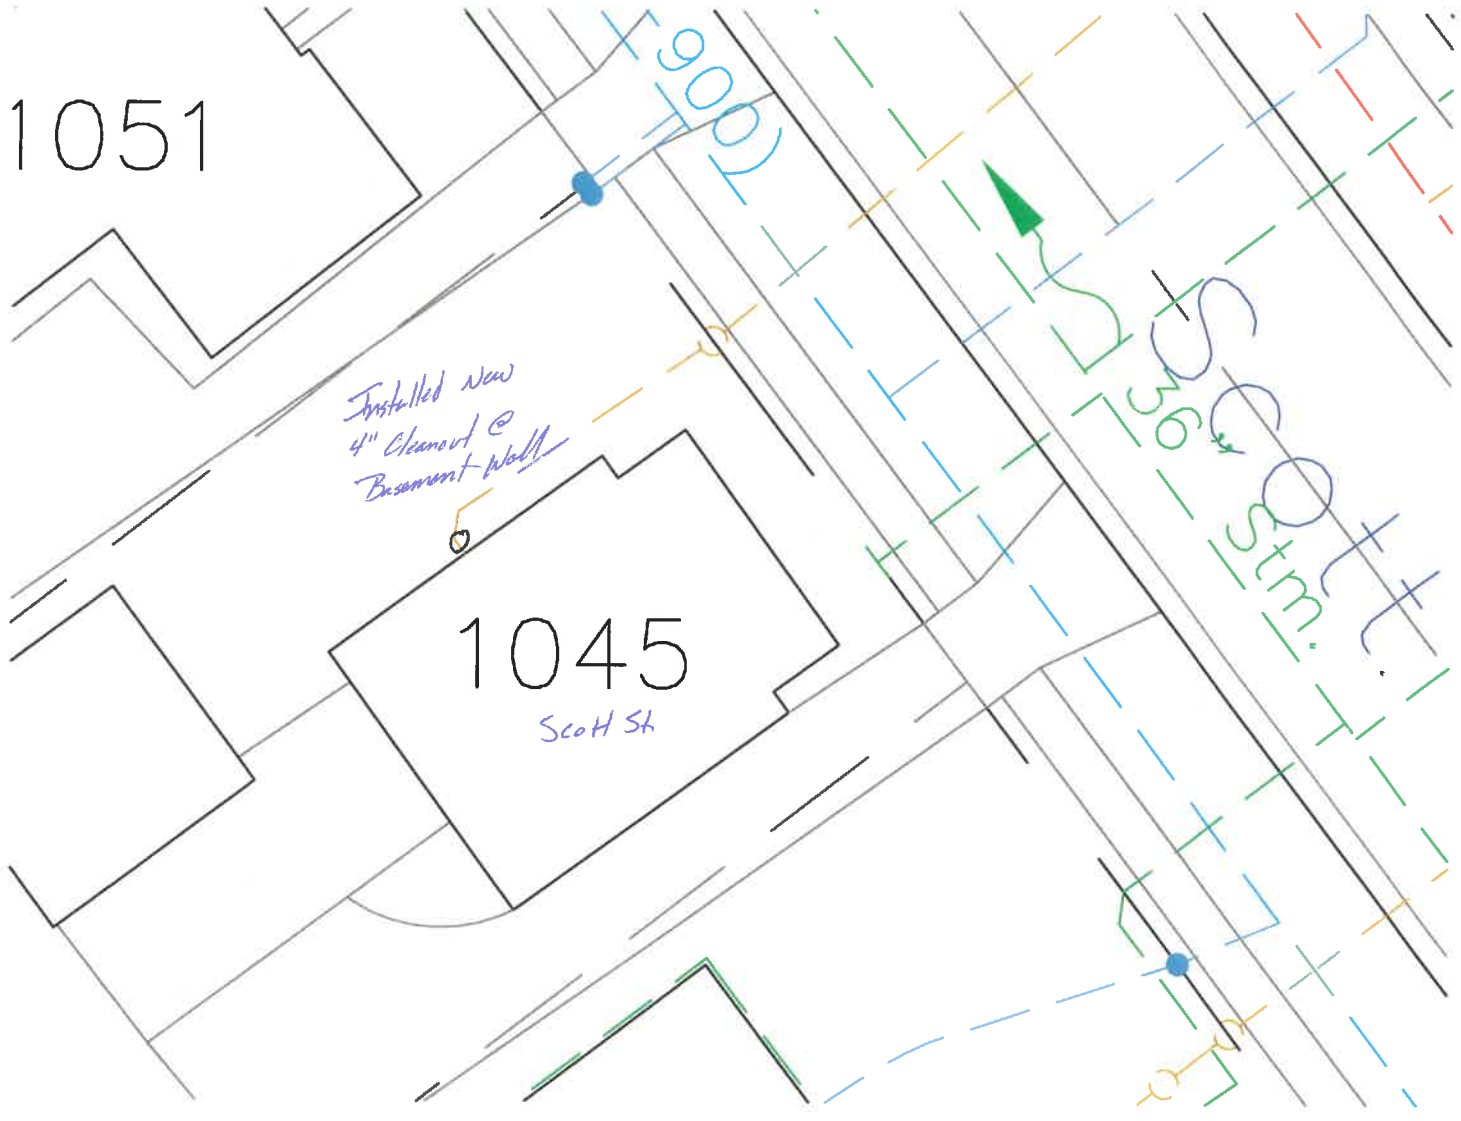 1051
900)
Installed New
4" Cleanout @
Basement Wall
36" Stm.
Scott
1045
Scott St